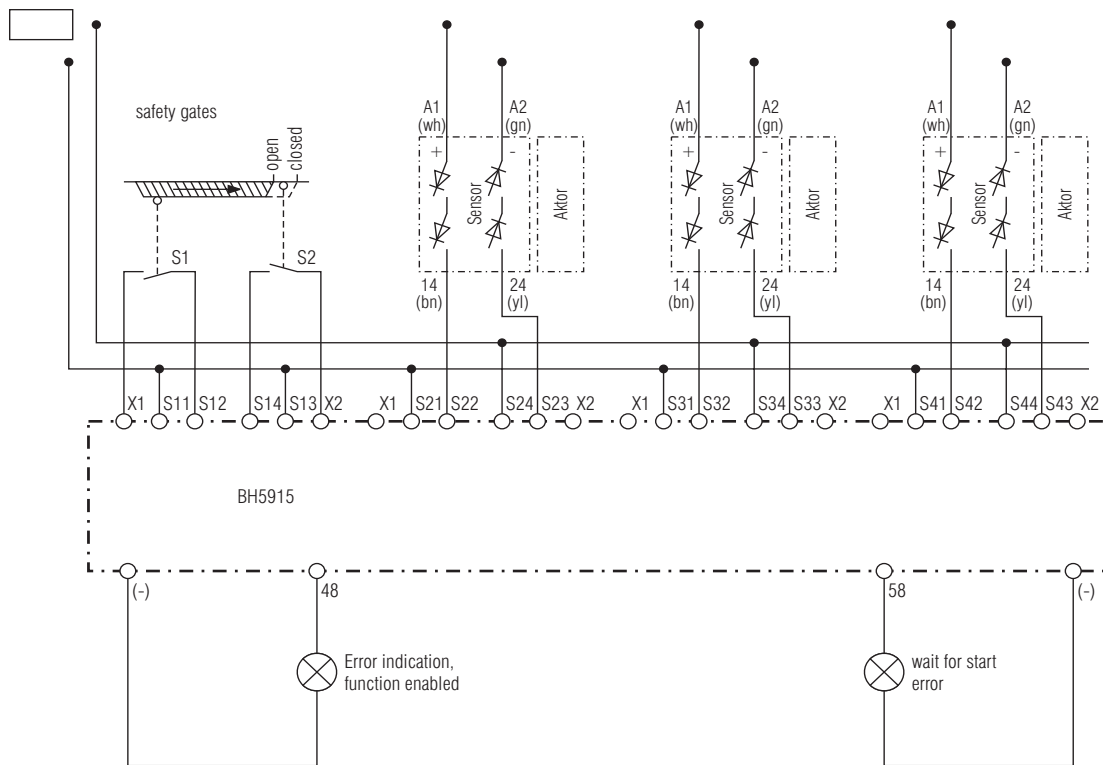 safety gates
open
closed
S1
S2
A1
(wh)
A2
(gn)
+
-
Sensor
Aktor
14
(bn)
24
(yl)
A1
(wh)
A2
(gn)
+
-
Sensor
Aktor
14
(bn)
24
(yl)
A1
(wh)
A2
(gn)
+
-
Sensor
Aktor
14
(bn)
24
(yl)
X1 S11 S12 S14 S13 X2 X1 S21 S22 S24 S23 X2 X1 S31 S32 S34 S33 X2 X1 S41 S42 S44 S43 X2
BH5915
(-) 48 58 (-)
Error indication,
function enabled
wait for start
error